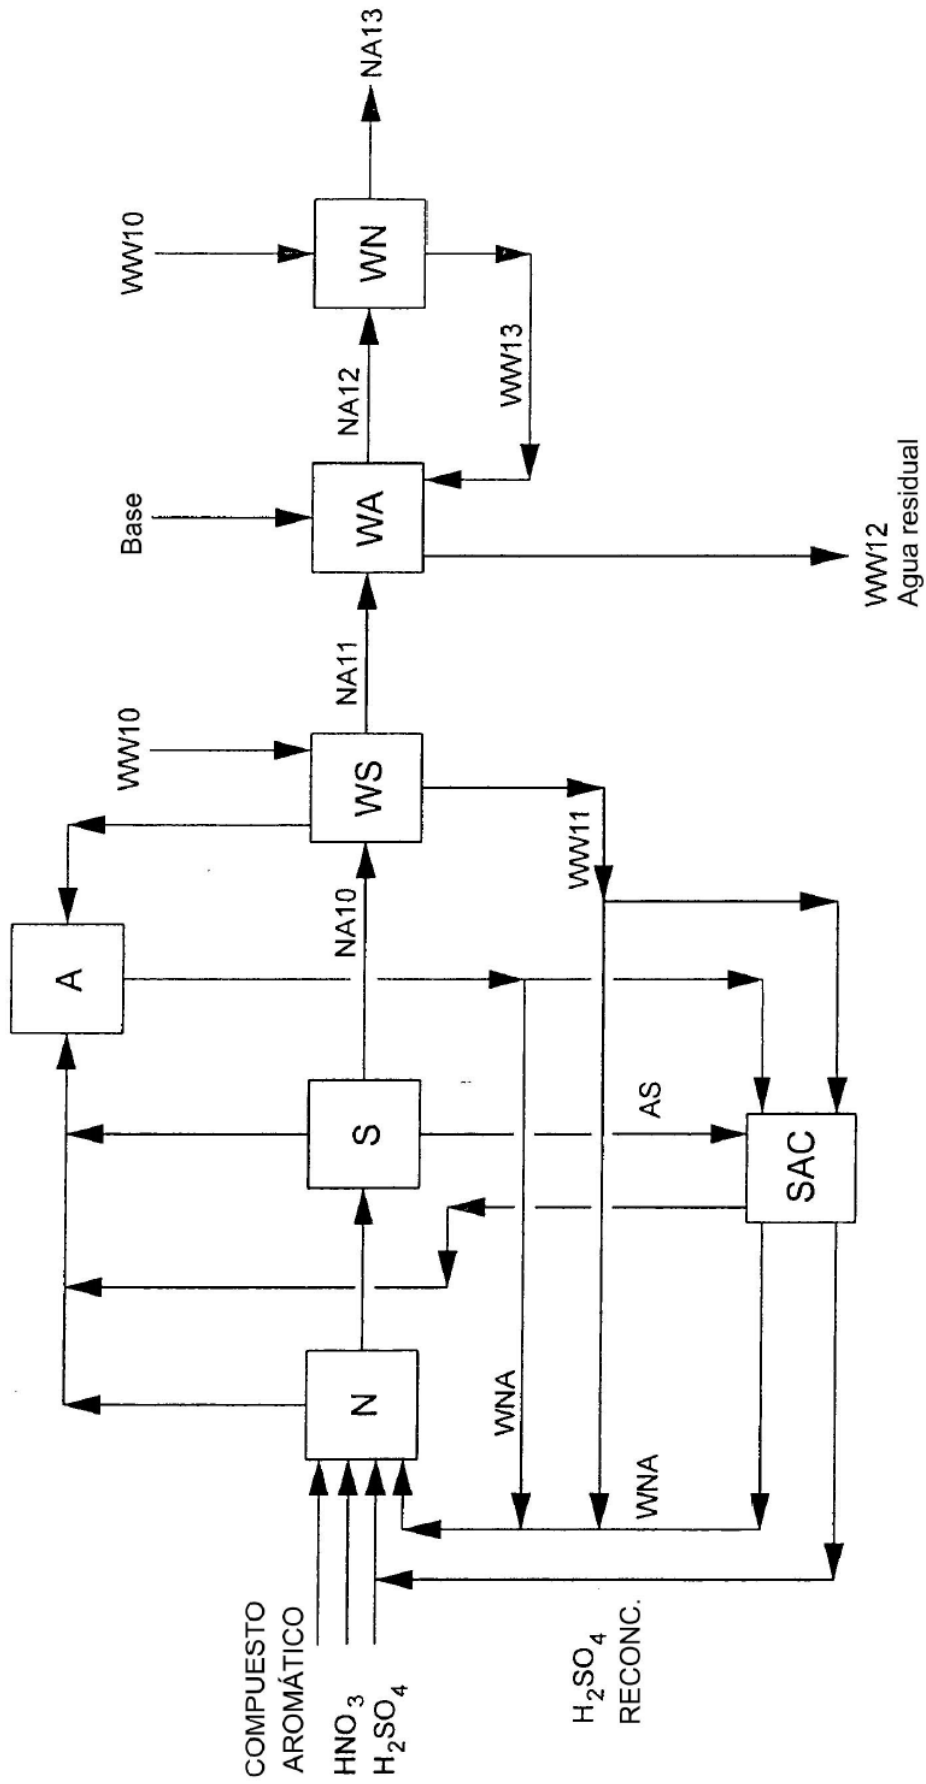 COMPUESTO
AROMÁTICO
HNO3
H2SO4
H2SO4
RECONC.
N
WNA
WNA
S
AS
SAC
A
NA10
WS
WW10
WW11
NA11
Base
WA
NA12
WW13
WW12
Agua residual
WW10
WN
NA13